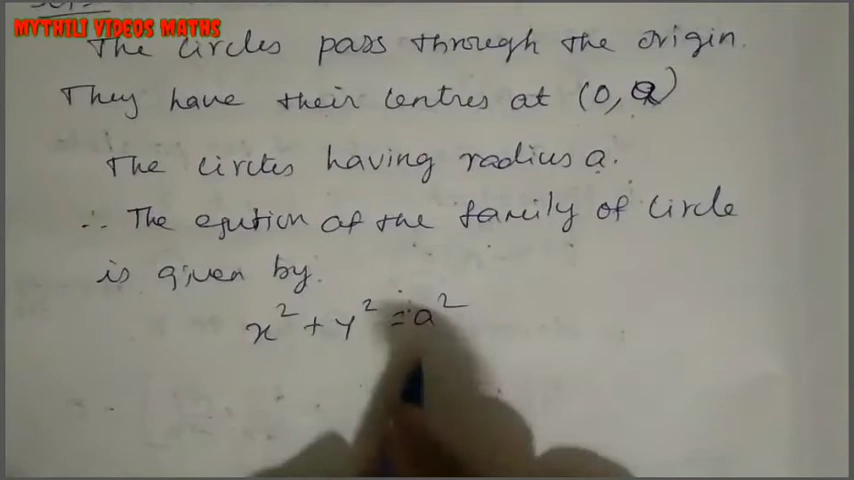 MYTHILI VIDEOS MATHS
The circles pass through the origin.
They have their centres at (0, a)
The circles having radius a.
∴ The eqution of the family of circle
is given by.
x² + y² = a²